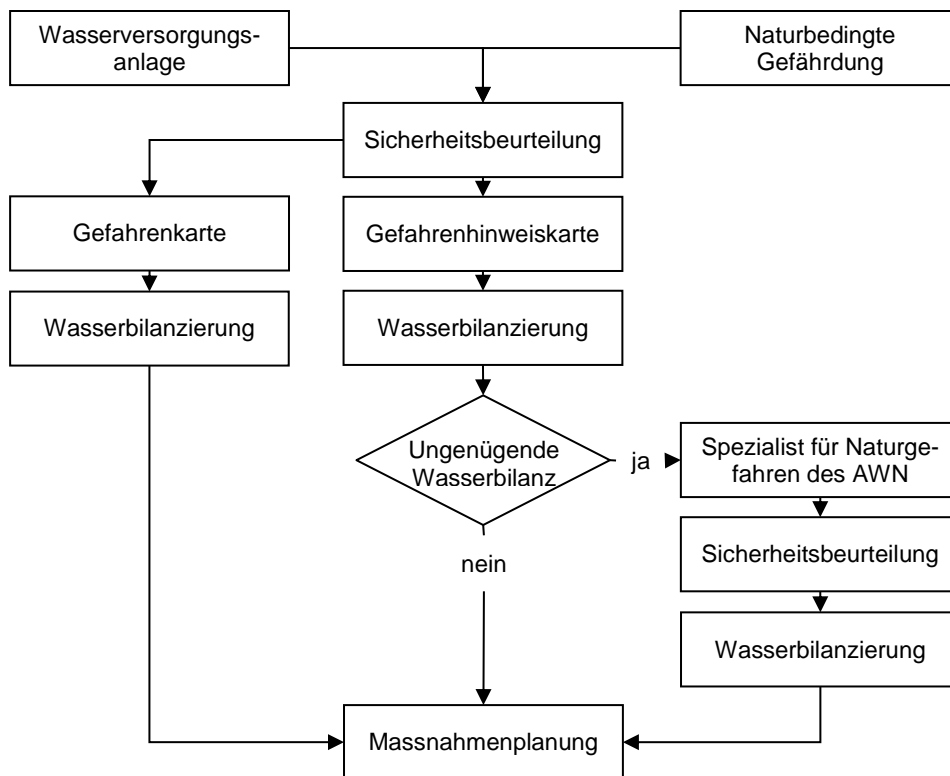 Wasserversorgungs-
anlage
Naturbedingte
Gefährdung
Sicherheitsbeurteilung
Gefahrenkarte
Gefahrenhinweiskarte
Wasserbilanzierung
Wasserbilanzierung
Ungenügende
Wasserbilanz
ja
Spezialist für Naturge-
fahren des AWN
nein
Sicherheitsbeurteilung
Wasserbilanzierung
Massnahmenplanung